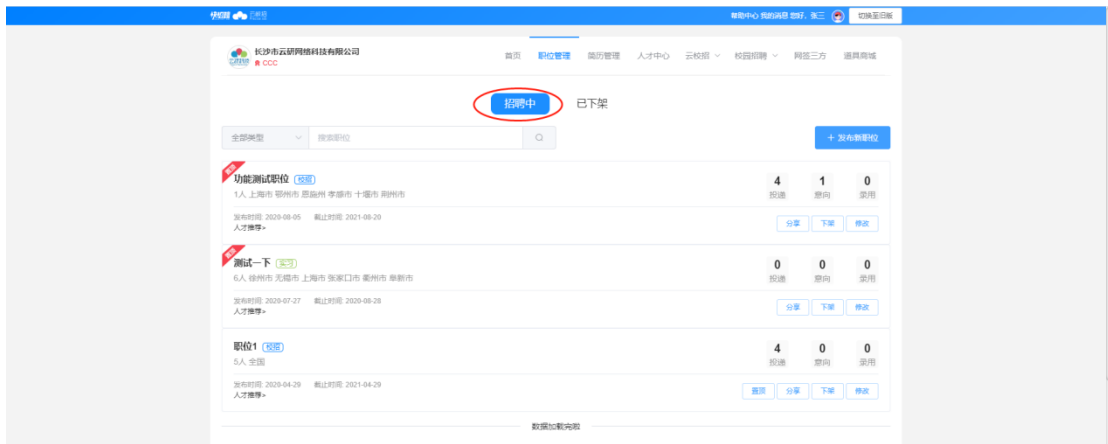 云校招 帮助中心 我的消息 您好，张三 切换至旧版
长沙市云研网络科技有限公司
CCC
首页 职位管理 简历管理 人才中心 云校招 校园招聘 网签三方 道具商城
招聘中 已下架
全部类型 搜索职位 + 发布新职位
功能测试职位 校招 4 1 0
1人 上海市 鄂州市 恩施州 孝感市 十堰市 荆州市 投递 意向 录用
发布时间: 2020-08-05 截止时间: 2021-08-20 分享 下架 修改
人才推荐>
测试一下 实习 0 0 0
6人 徐州市 无锡市 上海市 张家口市 衢州市 阜新市 投递 意向 录用
发布时间: 2020-07-27 截止时间: 2020-08-28 分享 下架 修改
人才推荐>
职位1 校招 4 0 0
5人 全国 投递 意向 录用
发布时间: 2020-04-29 截止时间: 2021-04-29 置顶 分享 下架 修改
人才推荐>
数据加载完啦